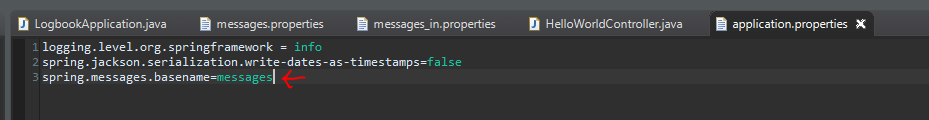 LogbookApplication.java messages.properties messages_in.properties HelloWorldController.java application.properties
1 logging.level.org.springframework = info
2 spring.jackson.serialization.write-dates-as-timestamps=false
3 spring.messages.basename=messages